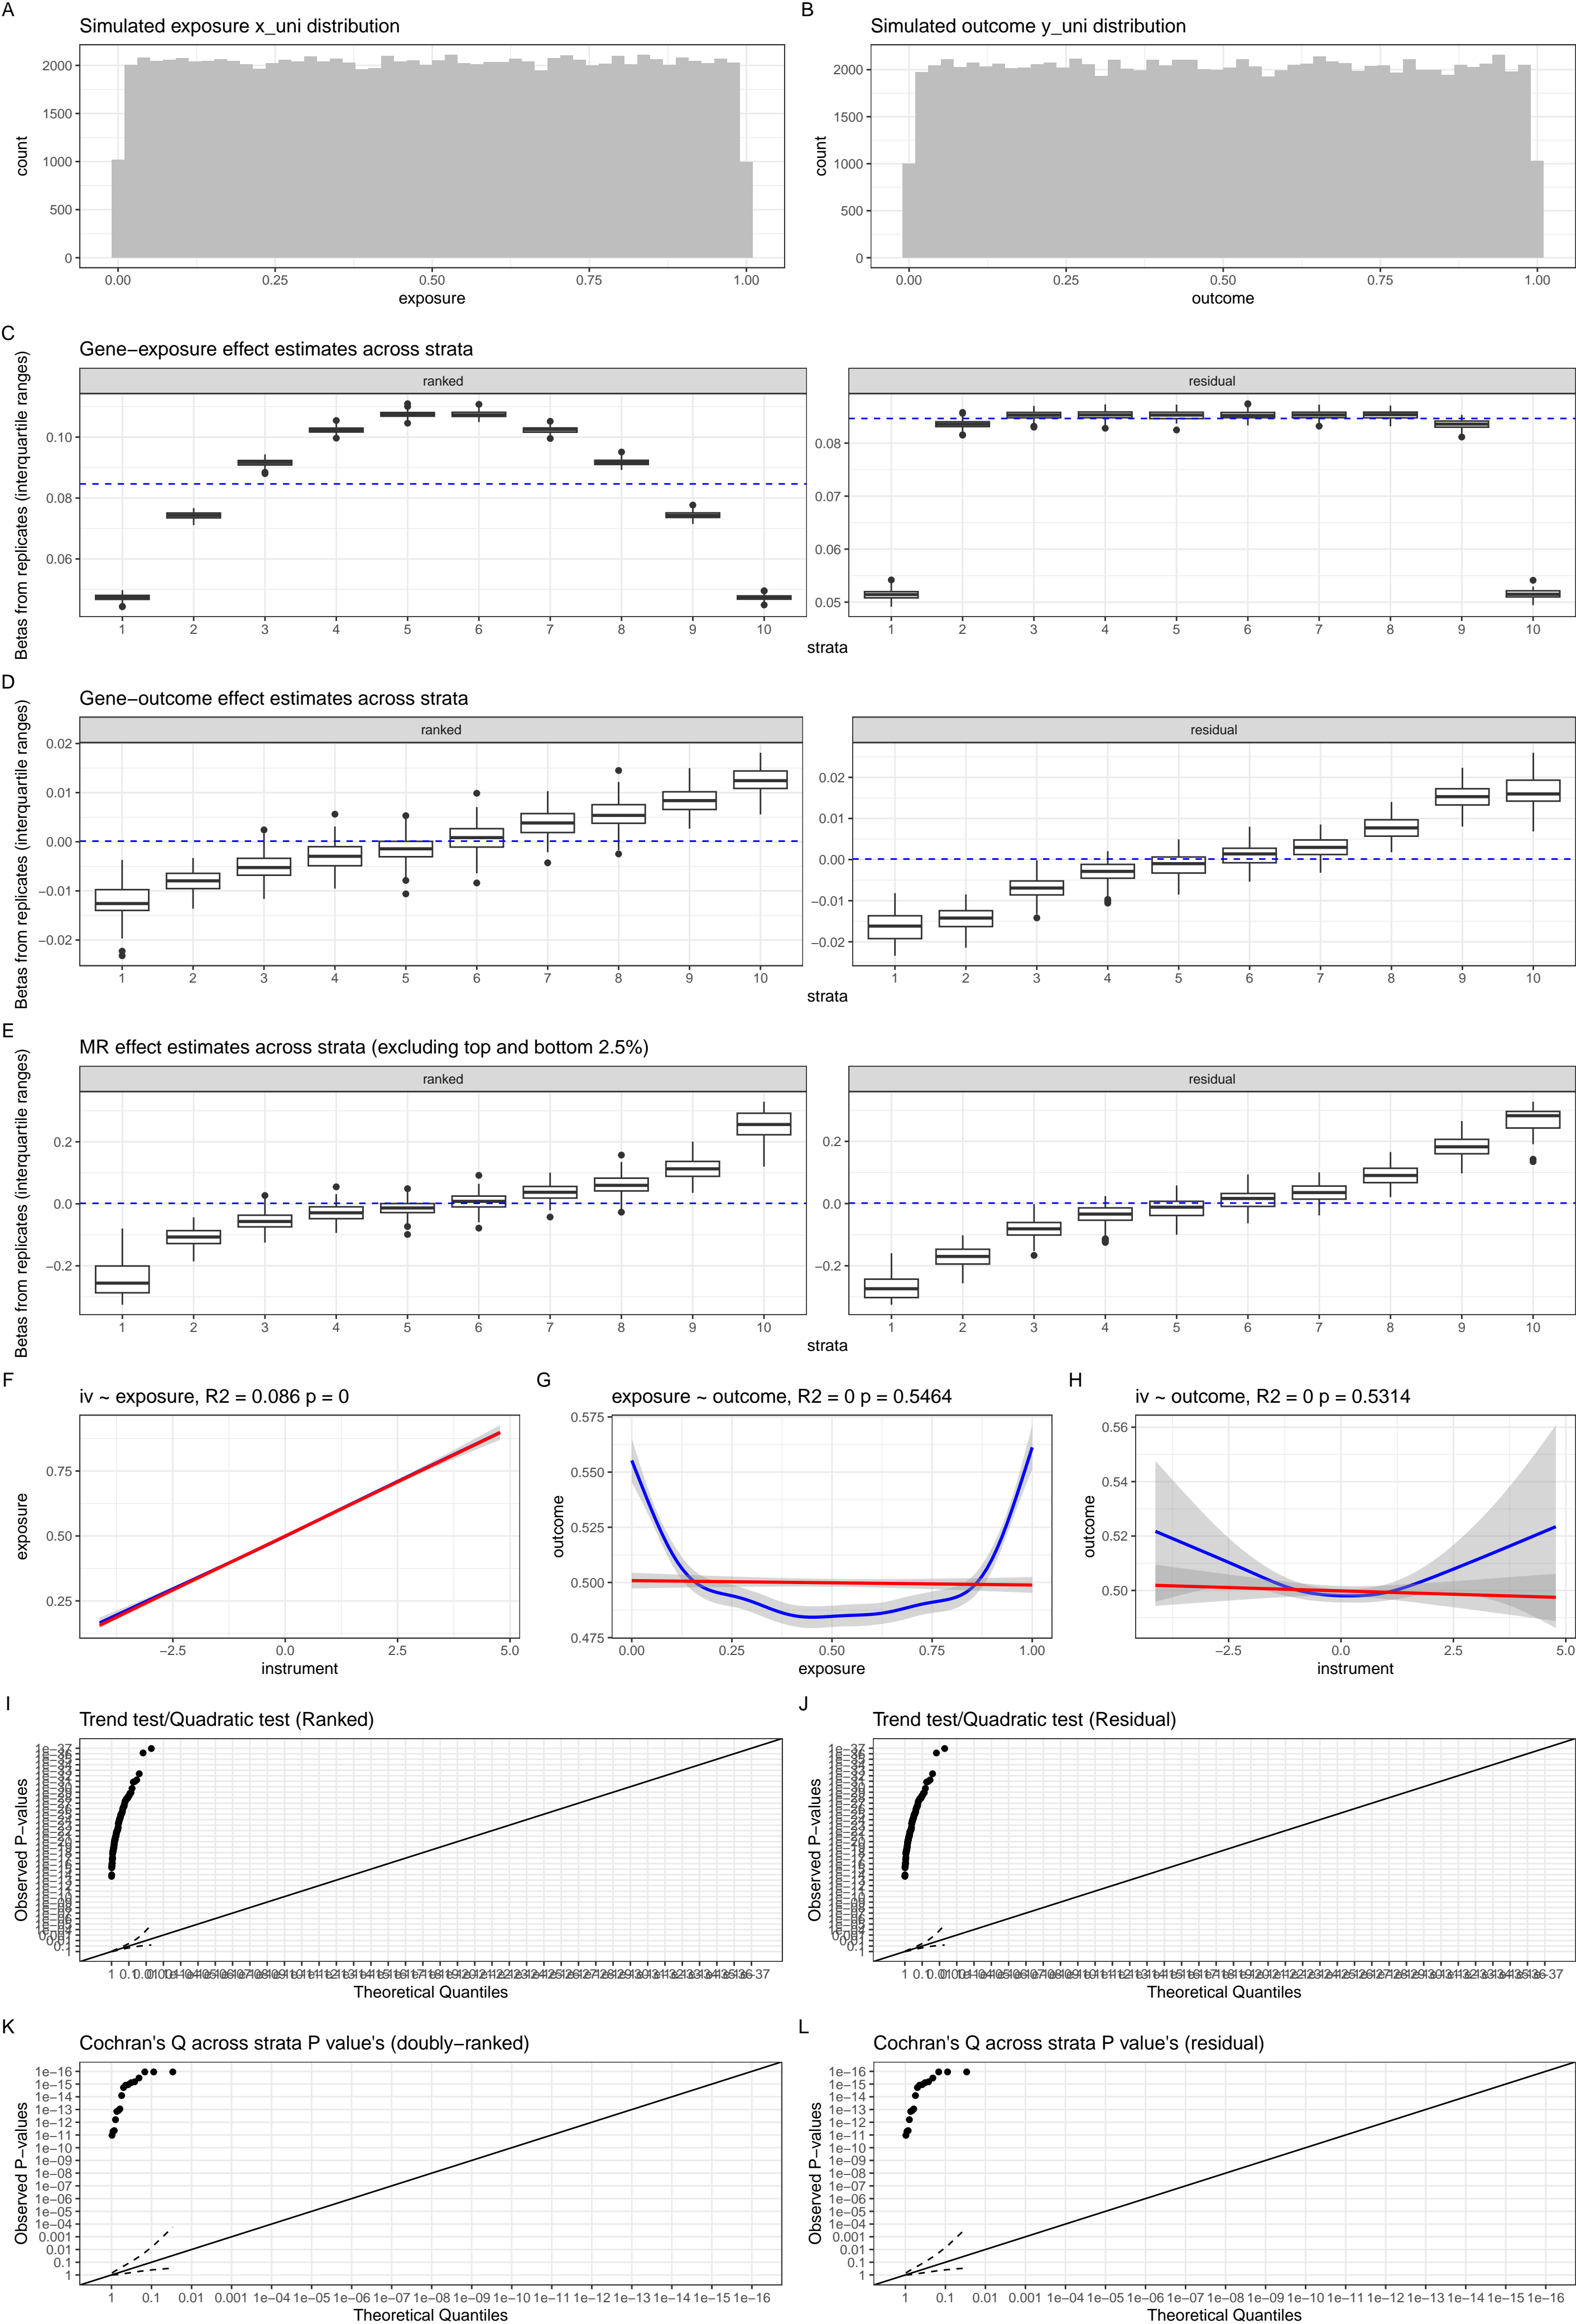 A
Simulated exposure x_uni distribution
count
2000
1500
1000
500
0
0.00 0.25 0.50 0.75 1.00
exposure
B
Simulated outcome y_uni distribution
count
2000
1500
1000
500
0
0.00 0.25 0.50 0.75 1.00
outcome
C
Gene−exposure effect estimates across strata
Betas from replicates (interquartile ranges)
ranked
0.10
0.08
0.06
1 2 3 4 5 6 7 8 9 10
residual
0.08
0.07
0.06
0.05
1 2 3 4 5 6 7 8 9 10
strata
D
Gene−outcome effect estimates across strata
Betas from replicates (interquartile ranges)
ranked
0.02
0.01
0.00
−0.01
−0.02
1 2 3 4 5 6 7 8 9 10
residual
0.02
0.01
0.00
−0.01
−0.02
1 2 3 4 5 6 7 8 9 10
strata
E
MR effect estimates across strata (excluding top and bottom 2.5%)
Betas from replicates (interquartile ranges)
ranked
0.2
0.0
−0.2
1 2 3 4 5 6 7 8 9 10
residual
0.2
0.0
−0.2
1 2 3 4 5 6 7 8 9 10
strata
F
iv ~ exposure, R2 = 0.086 p = 0
exposure
0.75
0.50
0.25
−2.5 0.0 2.5 5.0
instrument
G
exposure ~ outcome, R2 = 0 p = 0.5464
outcome
0.575
0.550
0.525
0.500
0.475
0.00 0.25 0.50 0.75 1.00
exposure
H
iv ~ outcome, R2 = 0 p = 0.5314
outcome
0.56
0.54
0.52
0.50
−2.5 0.0 2.5 5.0
instrument
I
Trend test/Quadratic test (Ranked)
Observed P−values
1e−37
0.1
1
1 0.1
Theoretical Quantiles
J
Trend test/Quadratic test (Residual)
Observed P−values
1e−37
0.1
1
1 0.1
Theoretical Quantiles
K
Cochran's Q across strata P value's (doubly−ranked)
Observed P−values
1e−16
1e−15
1e−14
1e−13
1e−12
1e−11
1e−10
1e−09
1e−08
1e−07
1e−06
1e−05
1e−04
0.001
0.01
0.1
1
1 0.1 0.01 0.001 1e−04 1e−05 1e−06 1e−07 1e−08 1e−09 1e−10 1e−11 1e−12 1e−13 1e−14 1e−15 1e−16
Theoretical Quantiles
L
Cochran's Q across strata P value's (residual)
Observed P−values
1e−16
1e−15
1e−14
1e−13
1e−12
1e−11
1e−10
1e−09
1e−08
1e−07
1e−06
1e−05
1e−04
0.001
0.01
0.1
1
1 0.1 0.01 0.001 1e−04 1e−05 1e−06 1e−07 1e−08 1e−09 1e−10 1e−11 1e−12 1e−13 1e−14 1e−15 1e−16
Theoretical Quantiles